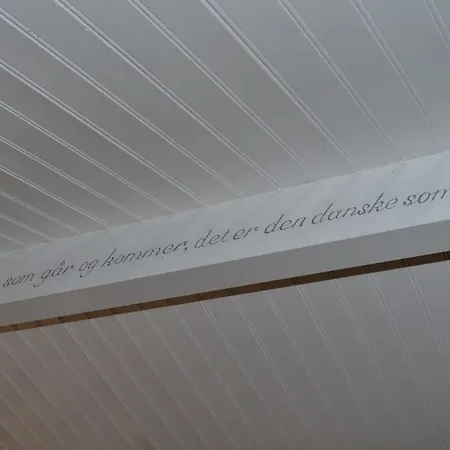 som går og kommer, det er den danske som